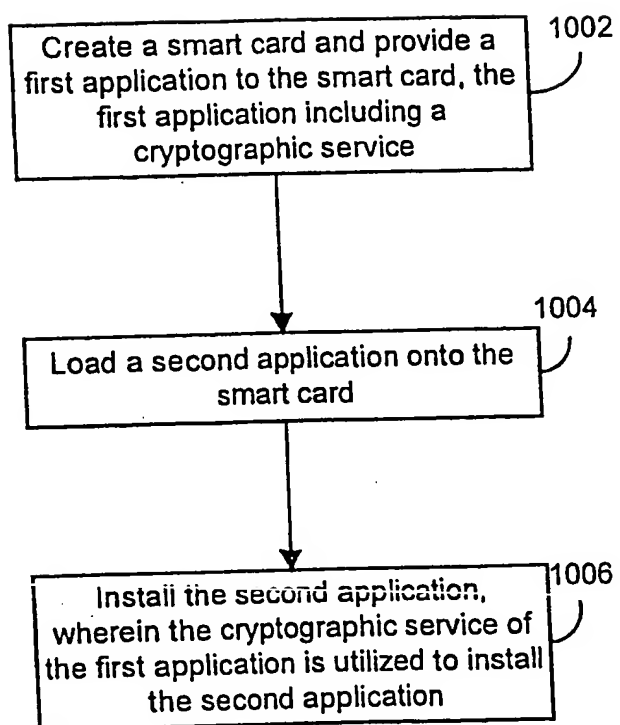 Create a smart card and provide a
first application to the smart card, the
first application including a
cryptographic service
1002
Load a second application onto the
smart card
1004
Install the second application,
wherein the cryptographic service of
the first application is utilized to install
the second application
1006